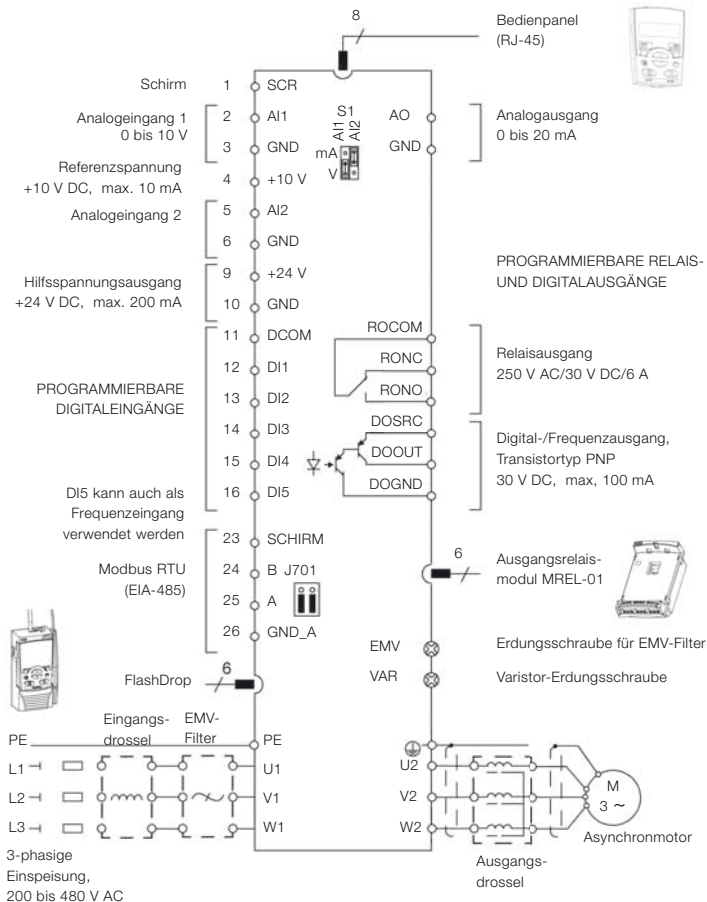 8
Bedienpanel
(RJ-45)
Schirm
1
SCR
Analogeingang 1
0 bis 10 V
2
AI1
3
GND
S1
AI1
AI2
mA
V
AO
GND
Analogausgang
0 bis 20 mA
Referenzspannung
+10 V DC, max. 10 mA
4
+10 V
Analogeingang 2
5
AI2
6
GND
Hilfsspannungsausgang
+24 V DC, max. 200 mA
9
+24 V
10
GND
PROGRAMMIERBARE RELAIS-
UND DIGITALAUSGÄNGE
PROGRAMMIERBARE
DIGITALEINGÄNGE
11
DCOM
12
DI1
13
DI2
14
DI3
15
DI4
16
DI5
ROCOM
RONC
RONO
Relaisausgang
250 V AC/30 V DC/6 A
DOSRC
DOOUT
DOGND
Digital-/Frequenzausgang,
Transistortyp PNP
30 V DC, max, 100 mA
DI5 kann auch als
Frequenzeingang
verwendet werden
Modbus RTU
(EIA-485)
23
SCHIRM
24
B J701
25
A
26
GND_A
6
Ausgangsrelais-
modul MREL-01
EMV
Erdungsschraube für EMV-Filter
VAR
Varistor-Erdungsschraube
FlashDrop
6
Eingangs-
drossel
EMV-
Filter
PE
PE
L1
U1
L2
V1
L3
W1
U2
V2
W2
M
3 ~
Asynchronmotor
Ausgangs-
drossel
3-phasige
Einspeisung,
200 bis 480 V AC